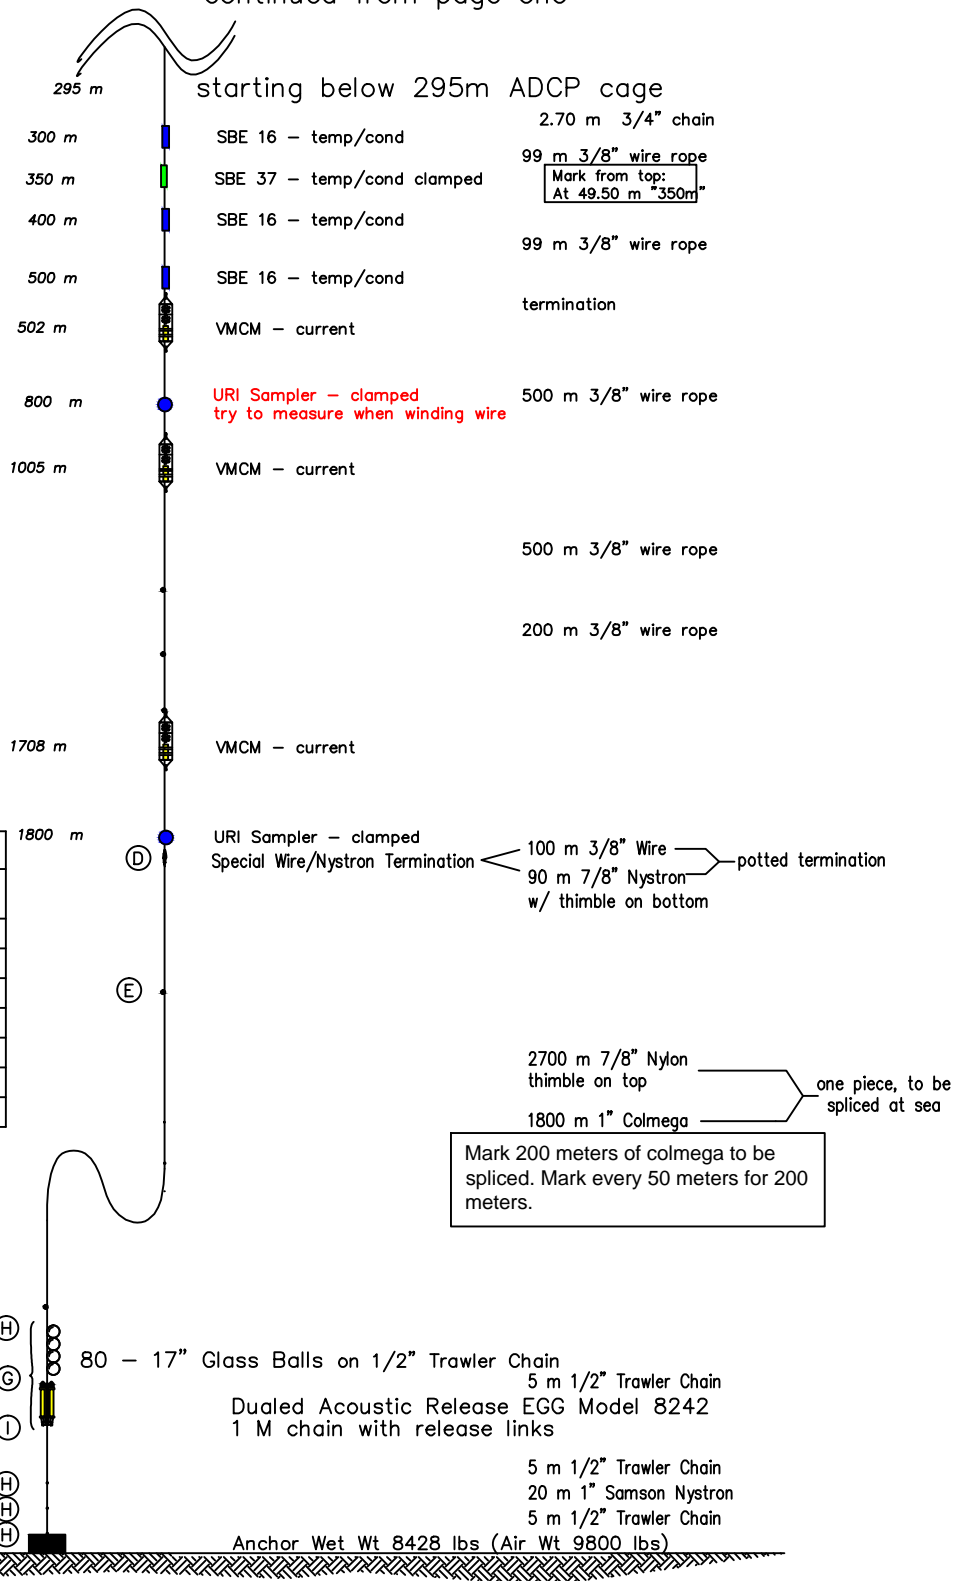 continued from page one
295 m
starting below 295m ADCP cage
2.70 m 3/4" chain
300 m
SBE 16 – temp/cond
99 m 3/8" wire rope
350 m
SBE 37 – temp/cond clamped
Mark from top:
At 49.50 m "350m"
400 m
SBE 16 – temp/cond
99 m 3/8" wire rope
500 m
SBE 16 – temp/cond
termination
502 m
VMCM – current
800 m
URI Sampler – clamped
try to measure when winding wire
500 m 3/8" wire rope
1005 m
VMCM – current
500 m 3/8" wire rope
200 m 3/8" wire rope
1708 m
VMCM – current
1800 m
URI Sampler – clamped
D
Special Wire/Nystron Termination
100 m 3/8" Wire
90 m 7/8" Nystron
w/ thimble on bottom
potted termination
E
2700 m 7/8" Nylon
thimble on top
1800 m 1" Colmega
one piece, to be
spliced at sea
Mark 200 meters of colmega to be
spliced. Mark every 50 meters for 200
meters.
H
80 – 17" Glass Balls on 1/2" Trawler Chain
G
5 m 1/2" Trawler Chain
Dualed Acoustic Release EGG Model 8242
I
1 M chain with release links
H
5 m 1/2" Trawler Chain
20 m 1" Samson Nystron
H
5 m 1/2" Trawler Chain
H
Anchor Wet Wt 8428 lbs (Air Wt 9800 lbs)